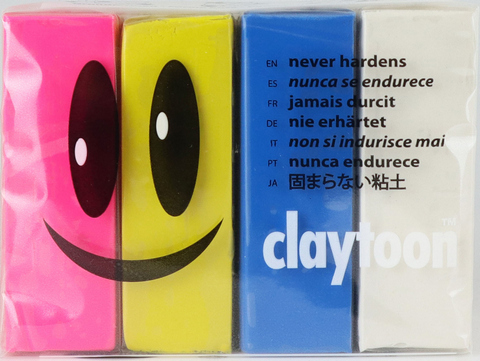 EN never hardens
ES nunca se endurece
FR jamais durcit
DE nie erhärtet
IT non si indurisce mai
PT nunca endurece
JA 固まらない粘土
claytoon™